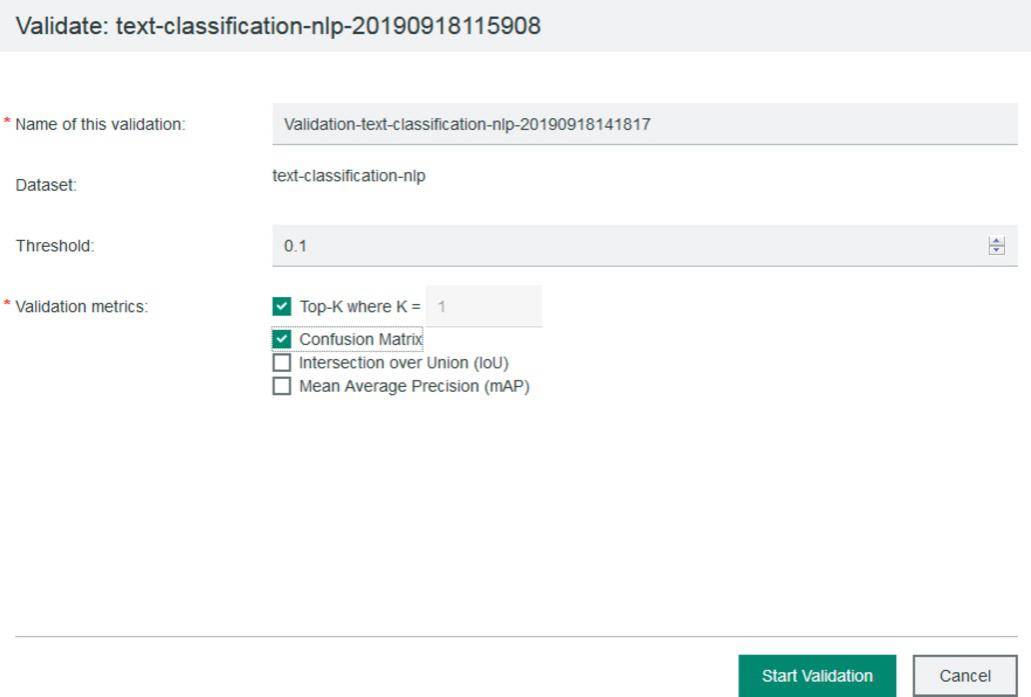 Validate: text-classification-nlp-20190918115908
* Name of this validation: Validation-text-classification-nlp-20190918141817
Dataset: text-classification-nlp
Threshold: 0.1
* Validation metrics: Top-K where K = 1
Confusion Matrix
Intersection over Union (IoU)
Mean Average Precision (mAP)
Start Validation Cancel